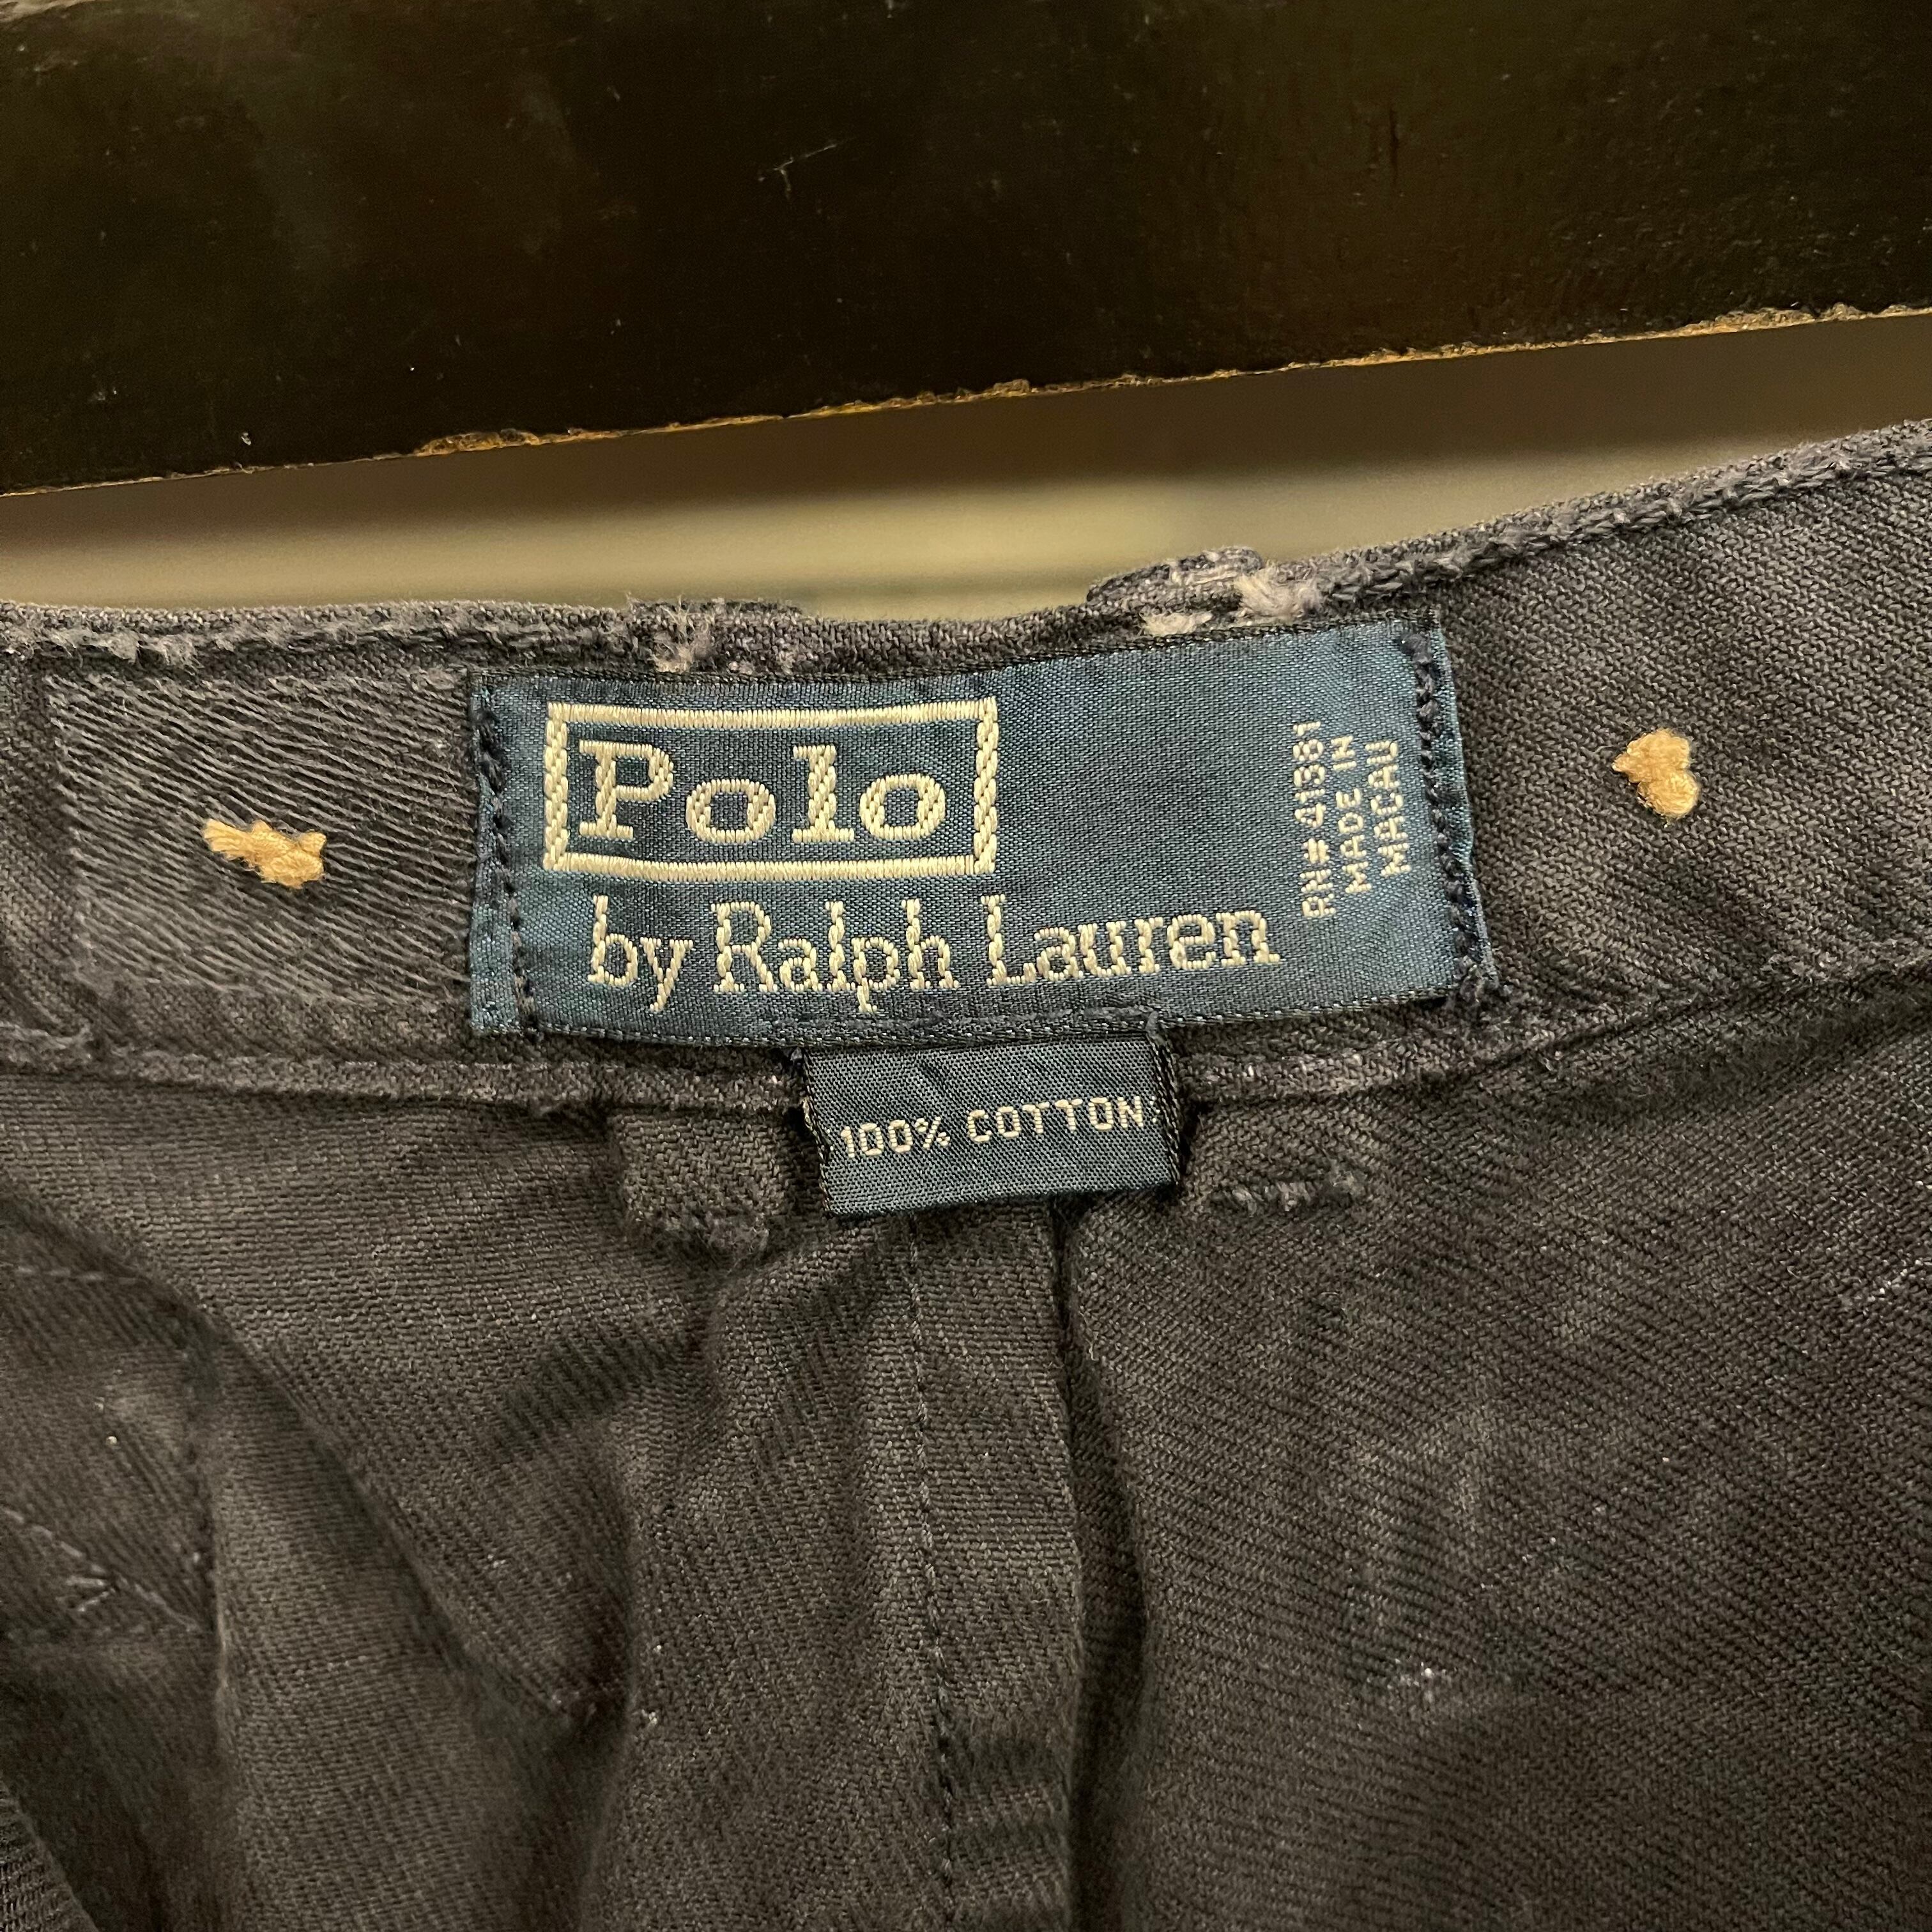 Polo
by Ralph Lauren
RN# 41381
MADE IN
MACAU
100% COTTON